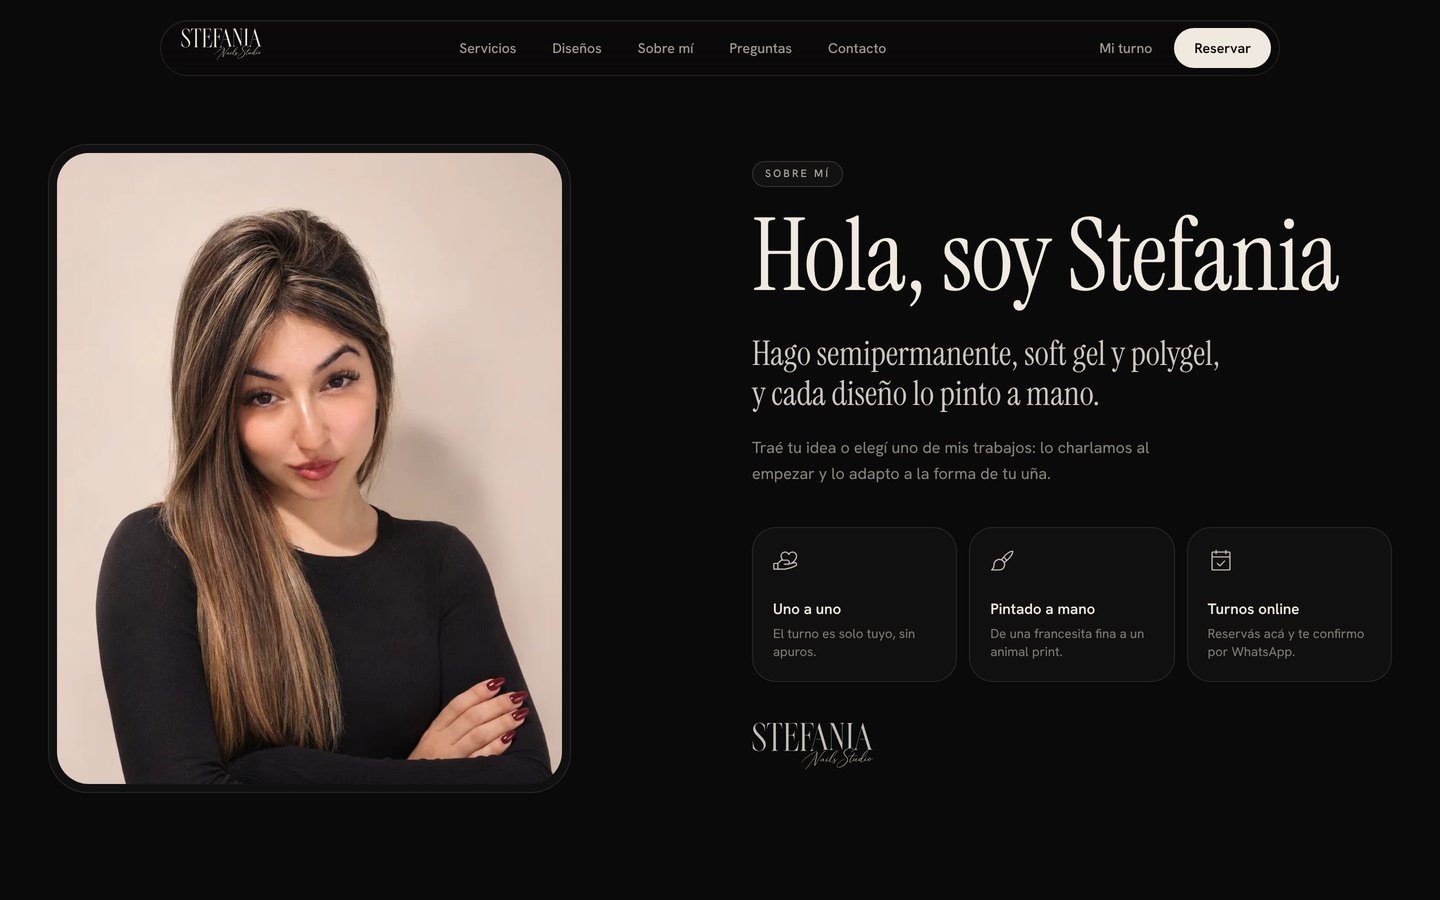 STEFANIA
Nails Studio
Servicios
Diseños
Sobre mí
Preguntas
Contacto
Mi turno
Reservar
SOBRE MÍ
Hola, soy Stefania
Hago semipermanente, soft gel y polygel,
y cada diseño lo pinto a mano.
Traé tu idea o elegí uno de mis trabajos: lo charlamos al
empezar y lo adapto a la forma de tu uña.
Uno a uno
El turno es solo tuyo, sin
apuros.
Pintado a mano
De una francesita fina a un
animal print.
Turnos online
Reservás acá y te confirmo
por WhatsApp.
STEFANIA
Nails Studio